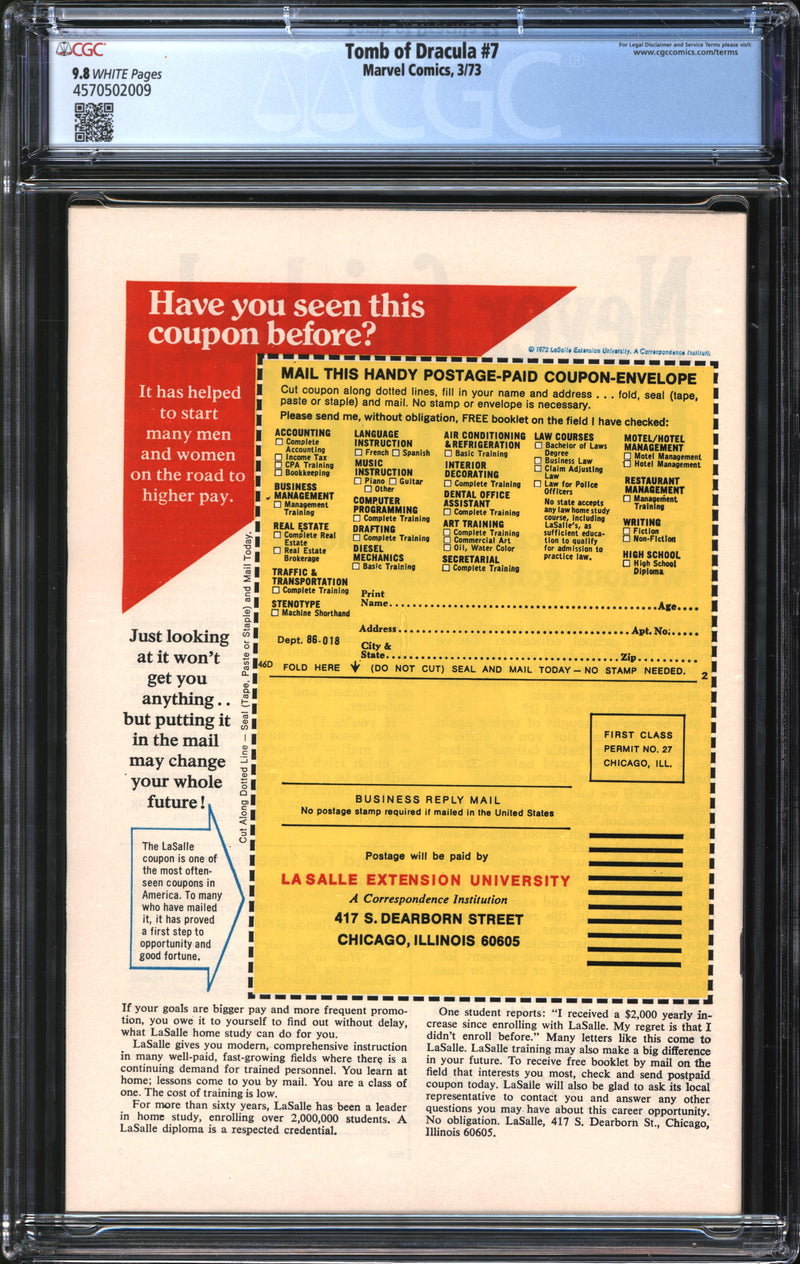 CGC
9.8 WHITE Pages
4570502009
Tomb of Dracula #7
Marvel Comics, 3/73
For Legal Disclaimer and Service Terms please visit:
www.cgccomics.com/terms
CGC
Have you seen this
coupon before?
© 1972 LaSalle Extension University. A Correspondence Institution
It has helped
to start
many men
and women
on the road to
higher pay.
Just looking
at it won't
get you
anything . .
but putting it
in the mail
may change
your whole
future!
The LaSalle
coupon is one of
the most often-
seen coupons in
America. To many
who have mailed
it, it has proved
a first step to
opportunity and
good fortune.
Cut Along Dotted Line — Seal (Tape, Paste or Staple) and Mail Today.
MAIL THIS HANDY POSTAGE-PAID COUPON-ENVELOPE
Cut coupon along dotted lines, fill in your name and address . . . fold, seal (tape,
paste or staple) and mail. No stamp or envelope is necessary.
Please send me, without obligation, FREE booklet on the field I have checked:
ACCOUNTING
Complete
Accounting
Income Tax
CPA Training
Bookkeeping
BUSINESS
MANAGEMENT
Management
Training
REAL ESTATE
Complete Real
Estate
Real Estate
Brokerage
TRAFFIC &
TRANSPORTATION
Complete Training
STENOTYPE
Machine Shorthand
LANGUAGE
INSTRUCTION
French Spanish
MUSIC
INSTRUCTION
Piano Guitar
Other
COMPUTER
PROGRAMMING
Complete Training
DRAFTING
Complete Training
DIESEL
MECHANICS
Basic Training
AIR CONDITIONING
& REFRIGERATION
Basic Training
INTERIOR
DECORATING
Complete Training
DENTAL OFFICE
ASSISTANT
Complete Training
ART TRAINING
Complete Training
Commercial Art
Oil, Water Color
SECRETARIAL
Complete Training
LAW COURSES
Bachelor of Laws
Degree
Business Law
Claim Adjusting
Law
Law for Police
Officers
No state accepts
any law home study
course, including
LaSalle's, as
sufficient educa-
tion to qualify
for admission to
practice law.
MOTEL/HOTEL
MANAGEMENT
Motel Management
Hotel Management
RESTAURANT
MANAGEMENT
Management
Training
WRITING
Fiction
Non-Fiction
HIGH SCHOOL
High School
Diploma
Print
Name Age
Address Apt. No.
Dept. 86-018
City &
State Zip
46D FOLD HERE (DO NOT CUT) SEAL AND MAIL TODAY — NO STAMP NEEDED. 2
FIRST CLASS
PERMIT NO. 27
CHICAGO, ILL.
BUSINESS REPLY MAIL
No postage stamp required if mailed in the United States
Postage will be paid by
LA SALLE EXTENSION UNIVERSITY
A Correspondence Institution
417 S. DEARBORN STREET
CHICAGO, ILLINOIS 60605
If your goals are bigger pay and more frequent promo-
tion, you owe it to yourself to find out without delay,
what LaSalle home study can do for you.
LaSalle gives you modern, comprehensive instruction
in many well-paid, fast-growing fields where there is a
continuing demand for trained personnel. You learn at
home; lessons come to you by mail. You are a class of
one. The cost of training is low.
For more than sixty years, LaSalle has been a leader
in home study, enrolling over 2,000,000 students. A
LaSalle diploma is a respected credential.
One student reports: "I received a $2,000 yearly in-
crease since enrolling with LaSalle. My regret is that I
didn't enroll before." Many letters like this come to
LaSalle. LaSalle training may also make a big difference
in your future. To receive free booklet by mail on the
field that interests you most, check and send postpaid
coupon today. LaSalle will also be glad to ask its local
representative to contact you and answer any other
questions you may have about this career opportunity.
No obligation. LaSalle, 417 S. Dearborn St., Chicago,
Illinois 60605.